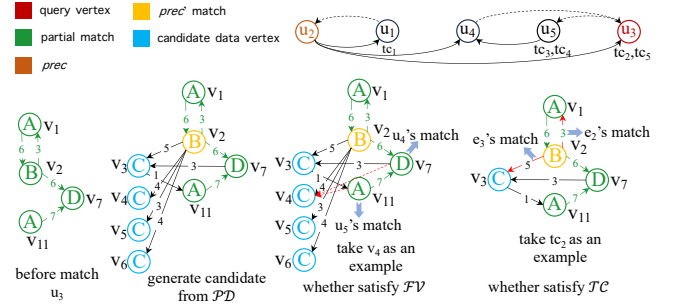 query vertex
prec' match
partial match
candidate data vertex
prec
u2 u1 u4 u5 u3
tc1 tc3,tc4 tc2,tc5
A v1
6 3
B v2
6
D v7
7
A v11
before match
u3
A v1
6 3
B v2
5 6
v3 C 3 D v7
1 4 7
v4 C A v11
3
v5 C 4
v6 C
generate candidate
from PD
A v1
6 3
B v2 u4's match
5 6
v3 C 3 D v7
1 4 4 7
v4 C A v11
3
v5 C 4 u5's match
v6 C take v4 as an
example
whether satisfy FV
A v1
e3's match 6 3 e2's match
B v2
5 6
v3 C 3 D v7
1 7
A v11
take tc2 as an
example
whether satisfy TC